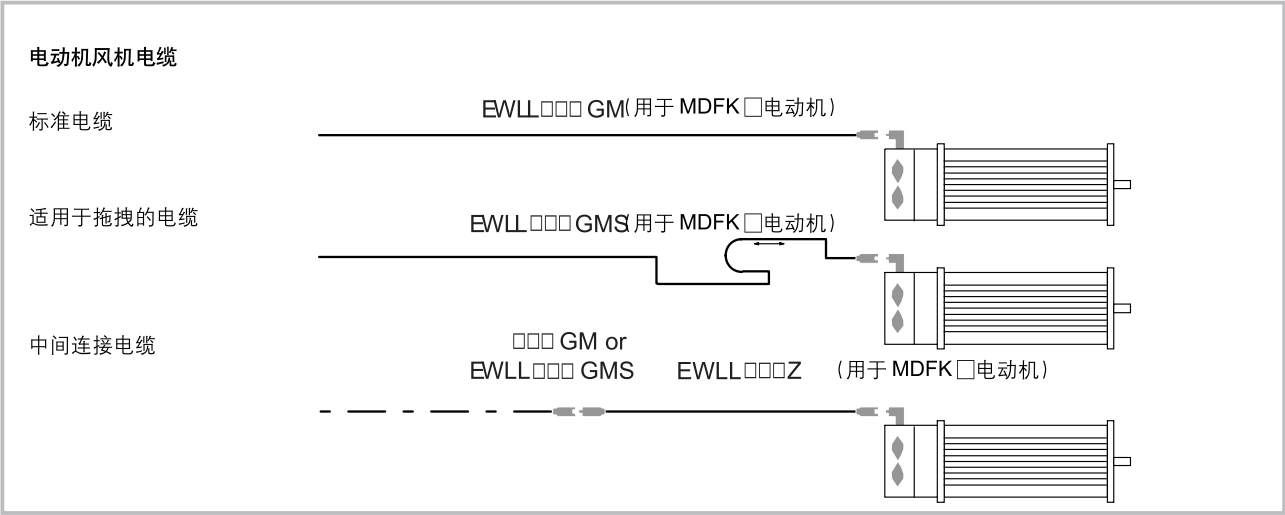 电动机风机电缆
标准电缆
EWLL□□□ GM(用于 MDFK □电动机)
适用于拖拽的电缆
EWLL□□□ GMS(用于 MDFK □电动机)
中间连接电缆
□□□ GM or
EWLL□□□ GMS EWLL□□□Z (用于 MDFK □电动机)